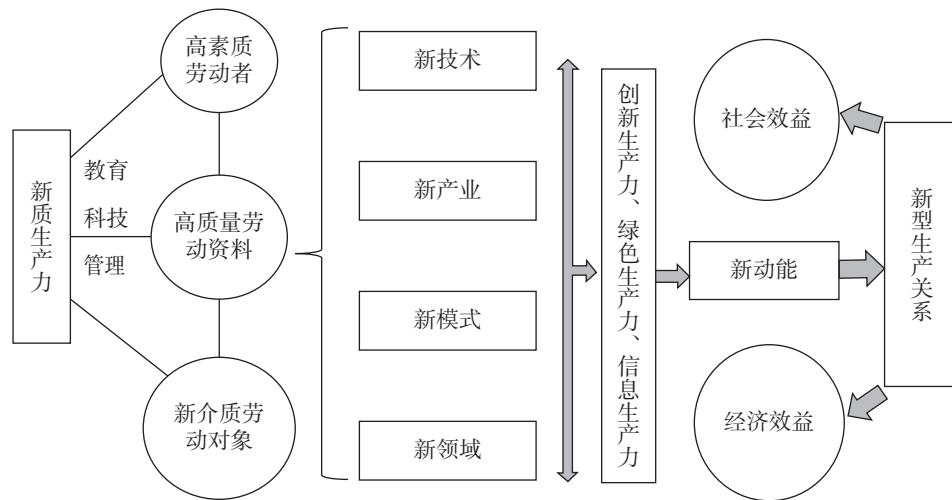 新质生产力
教育
科技
管理
高素质
劳动者
高质量劳
动资料
新介质劳
动对象
新技术
新产业
新模式
新领域
创新生产力、绿色生产力、信息生产力
新动能
社会效益
经济效益
新型生产关系